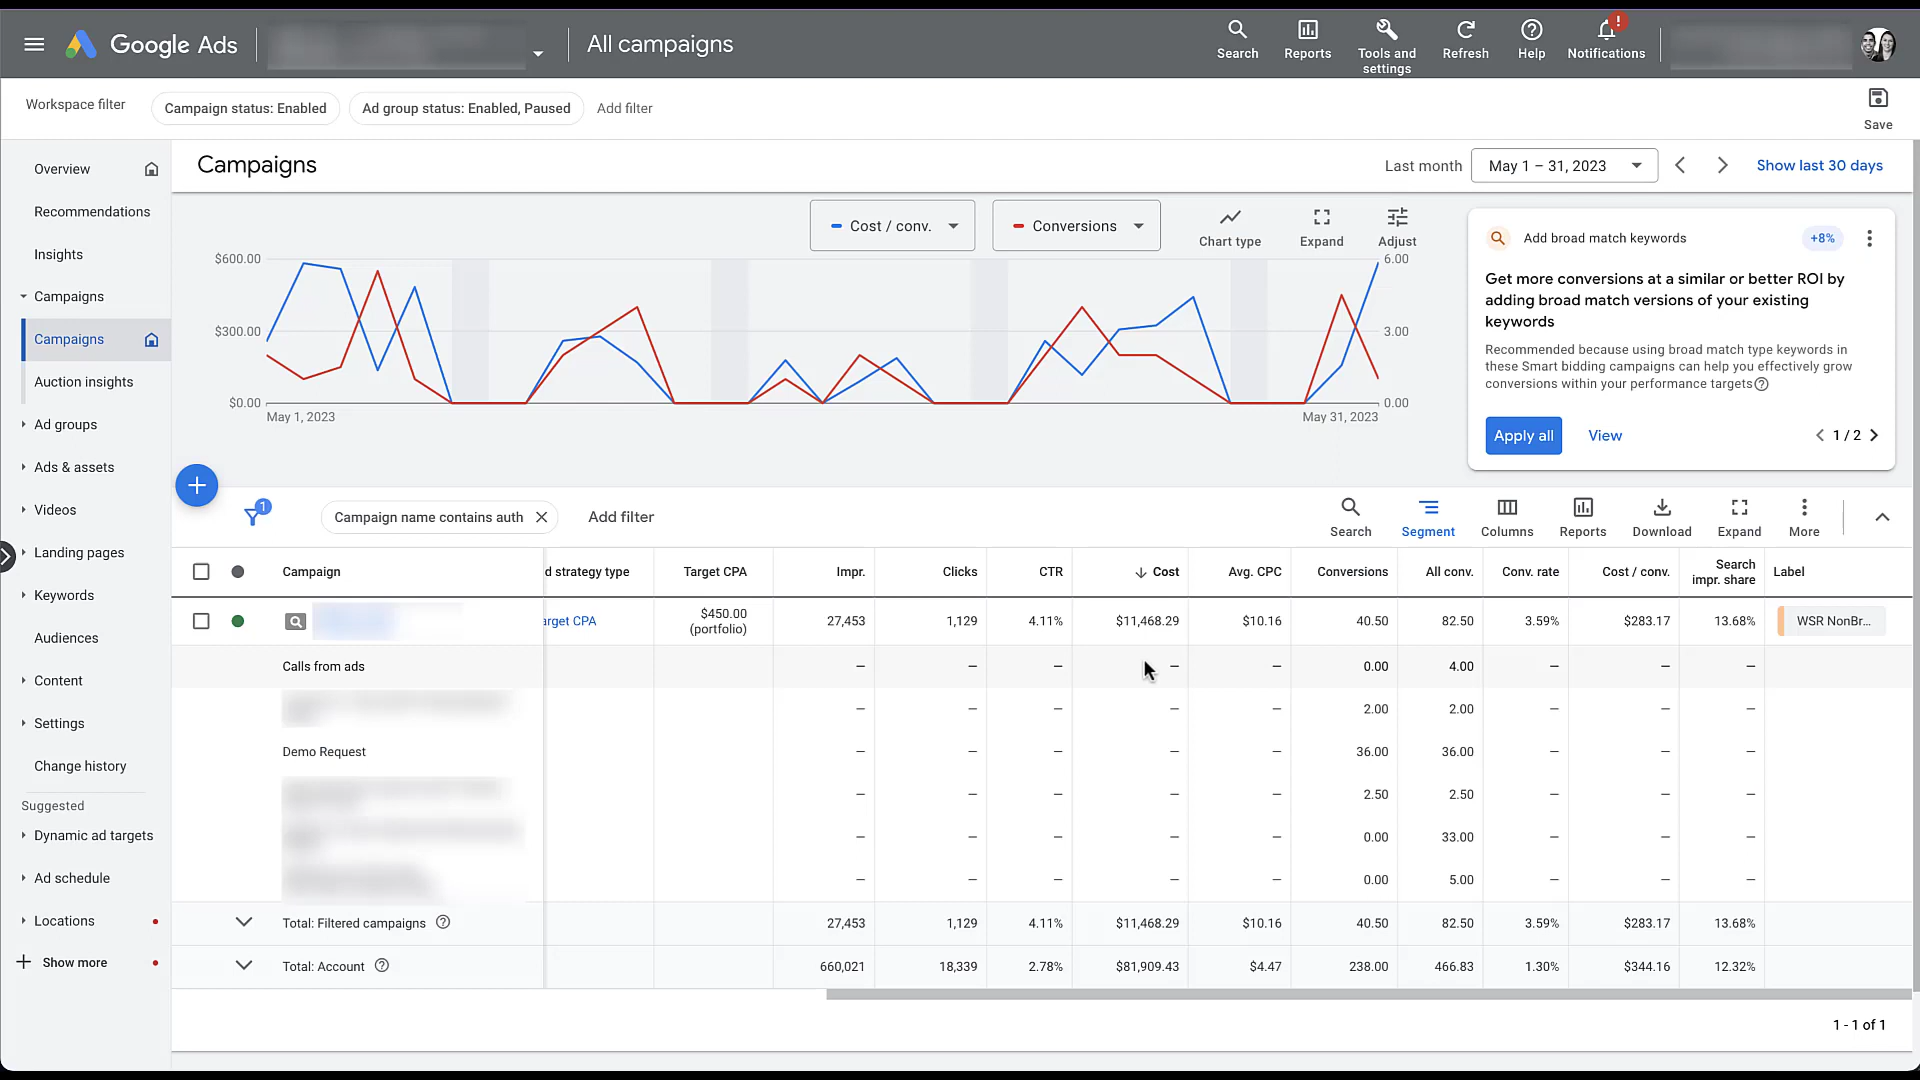 Google Ads
All campaigns
Search
Reports
Tools and settings
Refresh
Help
!
Notifications
Workspace filter
Campaign status: Enabled
Ad group status: Enabled, Paused
Add filter
Save
Overview
Recommendations
Insights
Campaigns
Campaigns
Auction insights
Ad groups
Ads & assets
Videos
Landing pages
Keywords
Audiences
Content
Settings
Change history
Suggested
Dynamic ad targets
Ad schedule
Locations
Show more
Campaigns
Last month
May 1 – 31, 2023
Show last 30 days
Cost / conv.
Conversions
Chart type
Expand
Adjust
$600.00
6.00
$300.00
3.00
$0.00
0.00
May 1, 2023
May 31, 2023
Add broad match keywords
+8%
Get more conversions at a similar or better ROI by
adding broad match versions of your existing
keywords
Recommended because using broad match type keywords in
these Smart bidding campaigns can help you effectively grow
conversions within your performance targets
Apply all
View
1 / 2
1
Campaign name contains auth
Add filter
Search
Segment
Columns
Reports
Download
Expand
More
Campaign d strategy type Target CPA Impr. Clicks CTR Cost Avg. CPC Conversions All conv. Conv. rate Cost / conv. Search impr. share Label
arget CPA $450.00 (portfolio) 27,453 1,129 4.11% $11,468.29 $10.16 40.50 82.50 3.59% $283.17 13.68% WSR NonBr...
Calls from ads – – – – – 0.00 4.00 – – –
– – – – – 2.00 2.00 – – –
Demo Request – – – – – 36.00 36.00 – – –
– – – – – 2.50 2.50 – – –
– – – – – 0.00 33.00 – – –
– – – – – 0.00 5.00 – – –
Total: Filtered campaigns 27,453 1,129 4.11% $11,468.29 $10.16 40.50 82.50 3.59% $283.17 13.68%
Total: Account 660,021 18,339 2.78% $81,909.43 $4.47 238.00 466.83 1.30% $344.16 12.32%
1 - 1 of 1